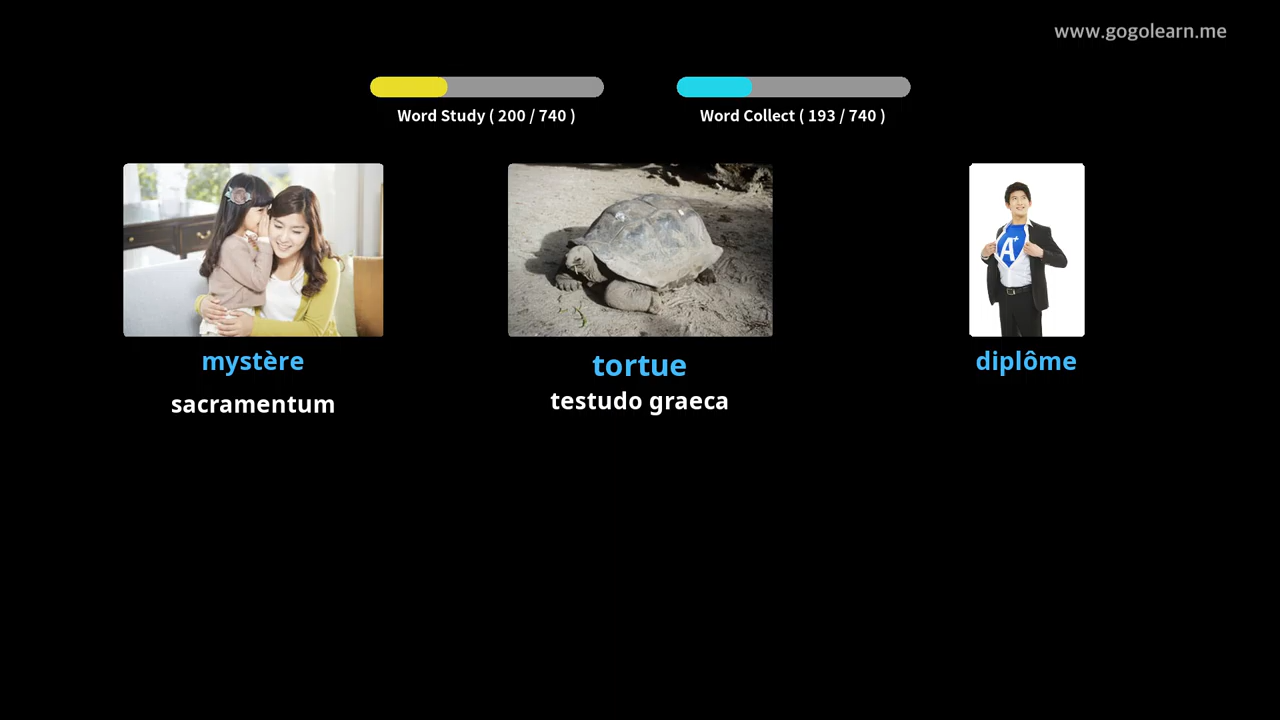 www.gogolearn.me
Word Study ( 200 / 740 )
Word Collect ( 193 / 740 )
A+
mystère
tortue
diplôme
sacramentum
testudo graeca